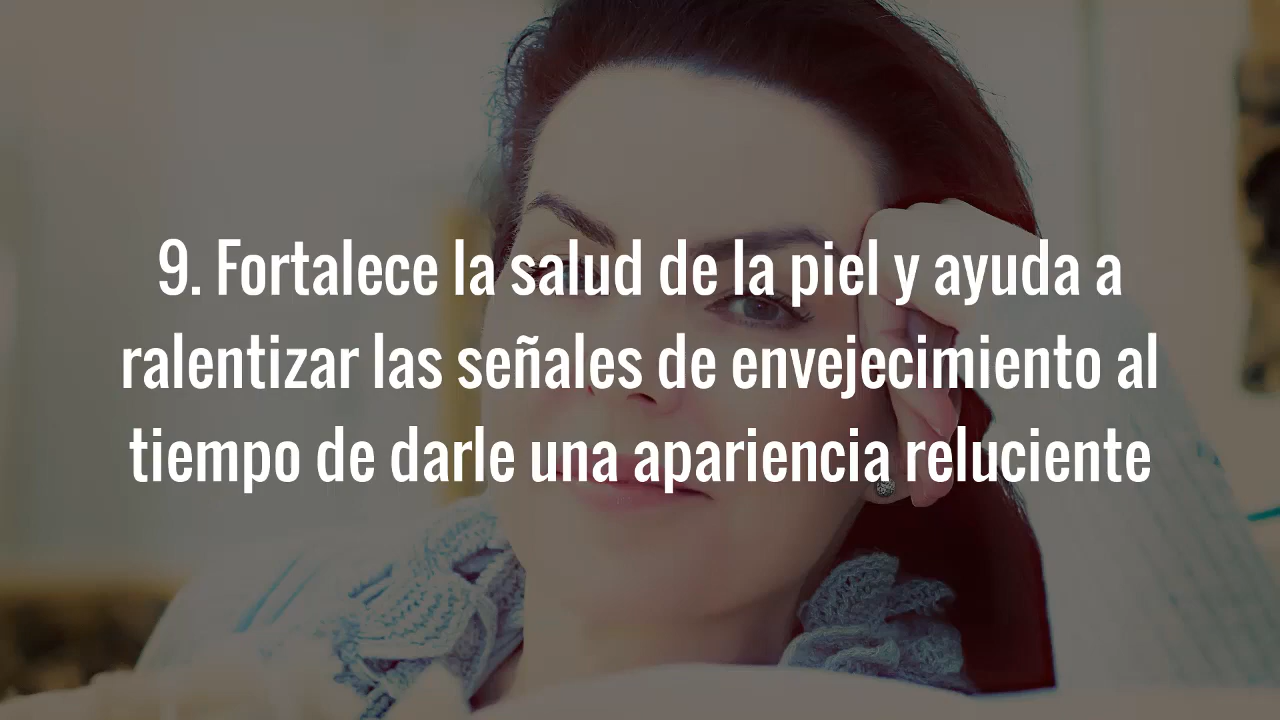 9. Fortalece la salud de la piel y ayuda a
ralentizar las señales de envejecimiento al
tiempo de darle una apariencia reluciente